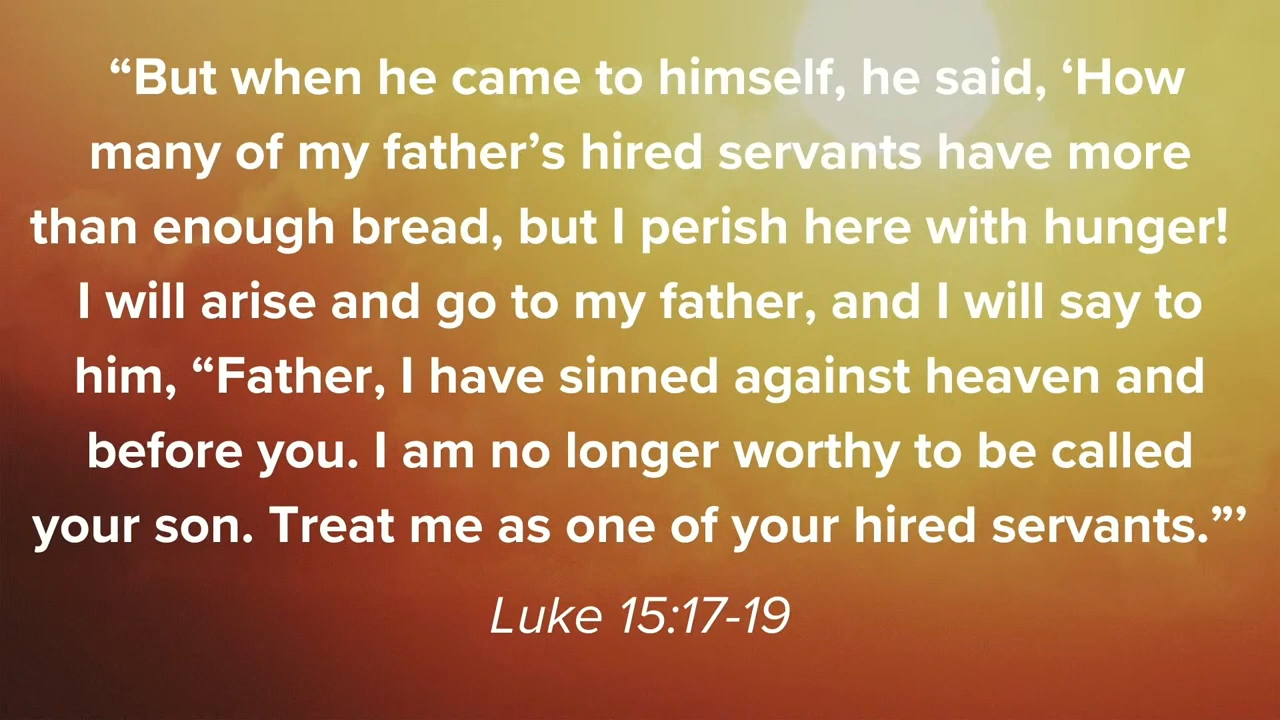 “But when he came to himself, he said, ‘How
many of my father’s hired servants have more
than enough bread, but I perish here with hunger!
I will arise and go to my father, and I will say to
him, “Father, I have sinned against heaven and
before you. I am no longer worthy to be called
your son. Treat me as one of your hired servants.”’
Luke 15:17-19